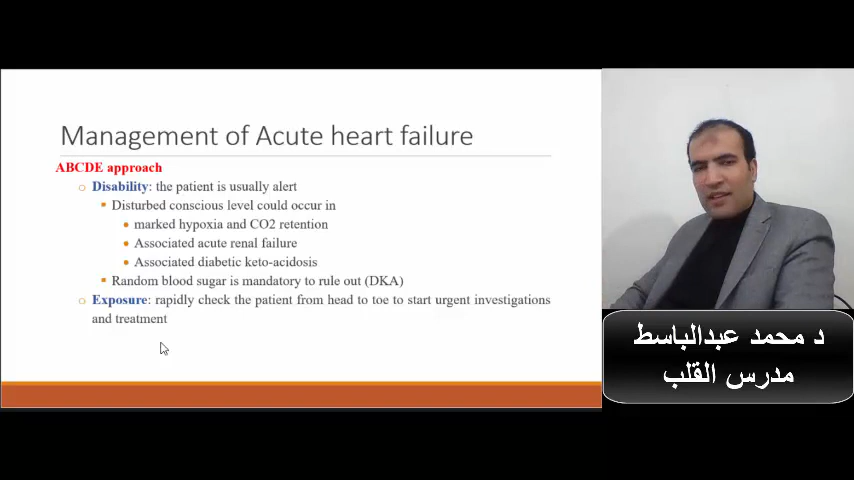 Management of Acute heart failure
ABCDE approach
Disability: the patient is usually alert
Disturbed conscious level could occur in
marked hypoxia and CO2 retention
Associated acute renal failure
Associated diabetic keto-acidosis
Random blood sugar is mandatory to rule out (DKA)
Exposure: rapidly check the patient from head to toe to start urgent investigations
and treatment
د محمد عبدالباسط
مدرس القلب